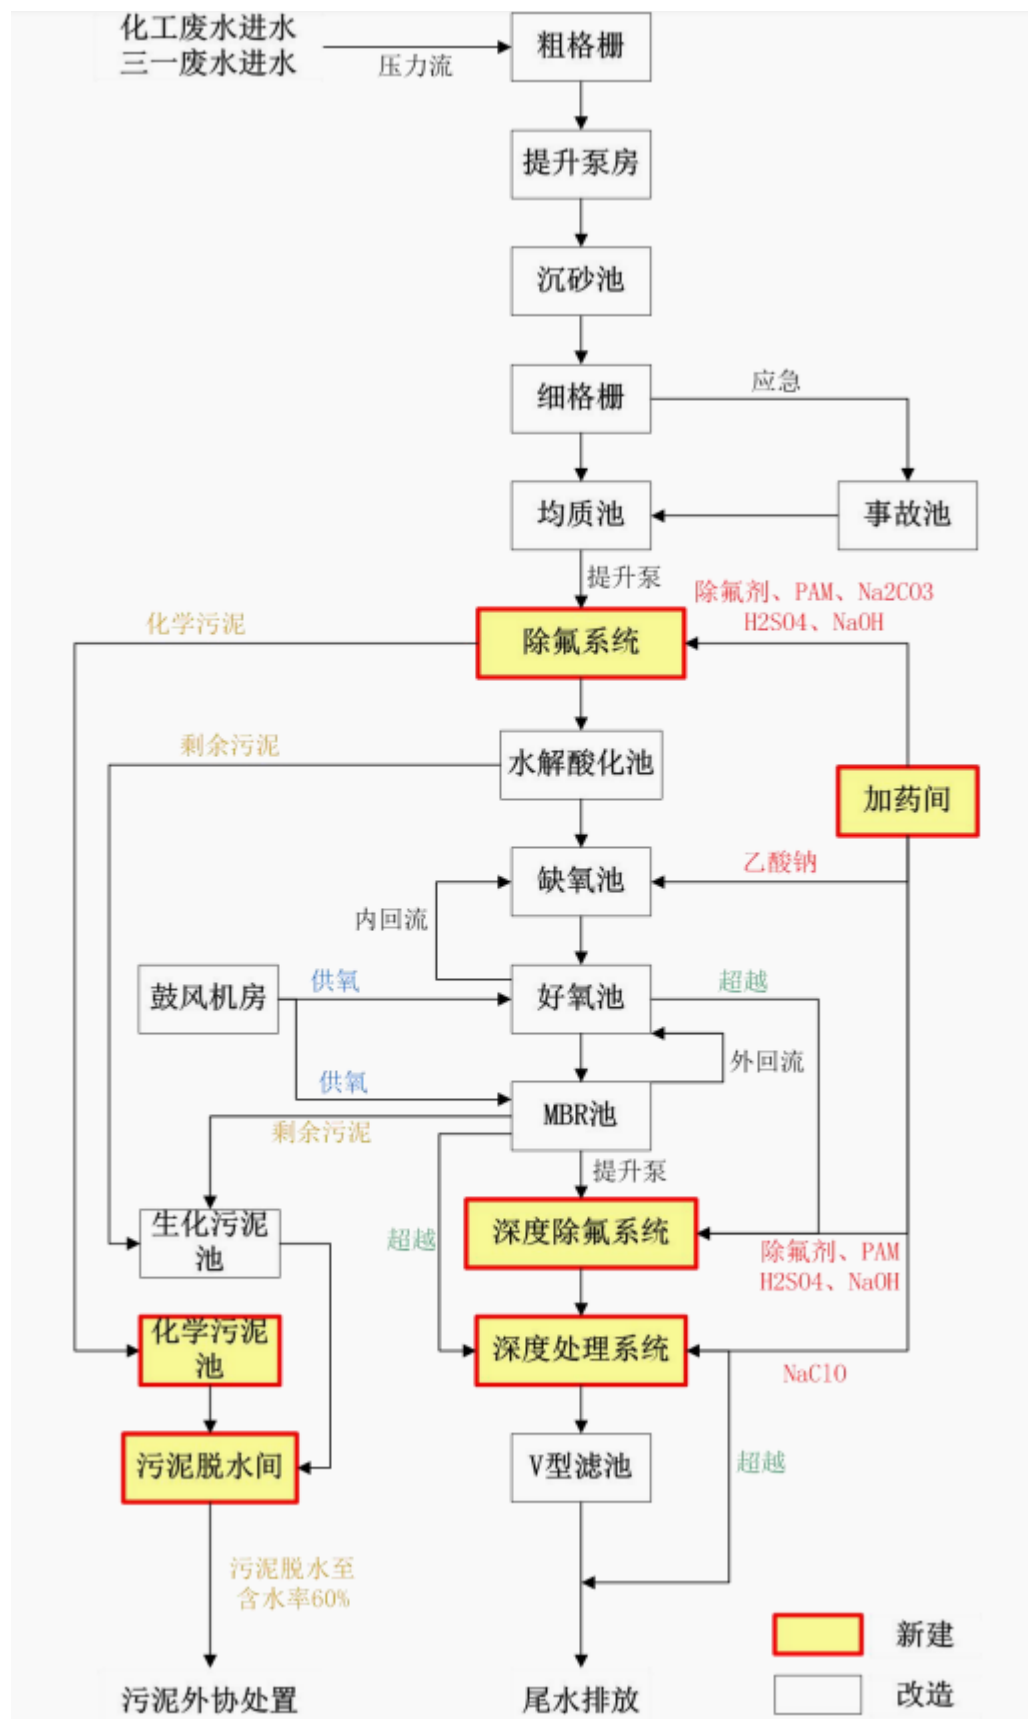 化工废水进水
三一废水进水
压力流
粗格栅
提升泵房
沉砂池
细格栅
应急
均质池
事故池
提升泵
除氟剂、PAM、Na2CO3
H2SO4、NaOH
化学污泥
除氟系统
剩余污泥
水解酸化池
加药间
乙酸钠
缺氧池
内回流
鼓风机房
供氧
好氧池
超越
外回流
供氧
MBR池
剩余污泥
提升泵
生化污泥
池
超越
深度除氟系统
除氟剂、PAM
H2SO4、NaOH
化学污泥
池
深度处理系统
NaClO
污泥脱水间
V型滤池
超越
污泥脱水至
含水率60%
新建
污泥外协处置
尾水排放
改造